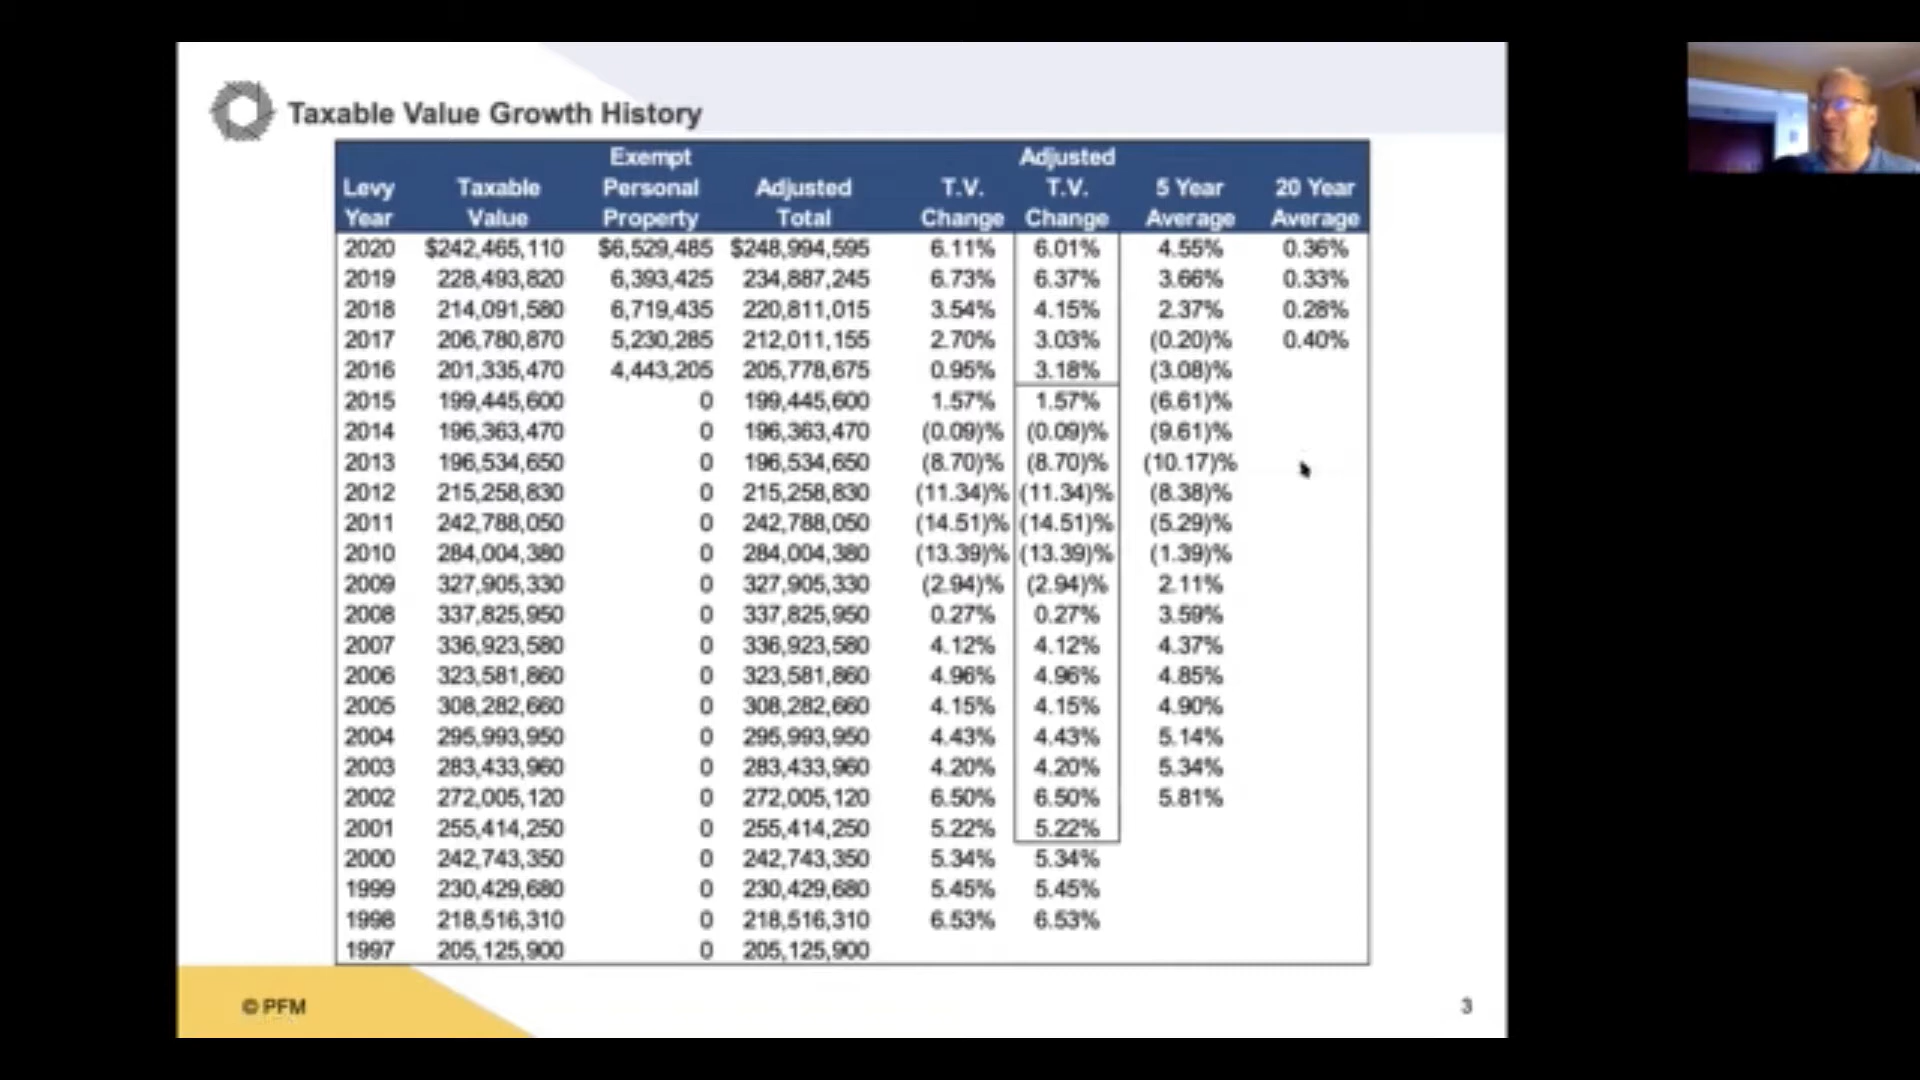 Taxable Value Growth History
Exempt Adjusted
Levy Taxable Personal Adjusted T.V. T.V. 5 Year 20 Year
Year Value Property Total Change Change Average Average
2020 $242,465,110 $6,529,485 $248,994,595 6.11% 6.01% 4.55% 0.36%
2019 228,493,820 6,393,425 234,887,245 6.73% 6.37% 3.66% 0.33%
2018 214,091,580 6,719,435 220,811,015 3.54% 4.15% 2.37% 0.28%
2017 206,780,870 5,230,285 212,011,155 2.70% 3.03% (0.20)% 0.40%
2016 201,335,470 4,443,205 205,778,675 0.95% 3.18% (3.08)%
2015 199,445,600 0 199,445,600 1.57% 1.57% (6.61)%
2014 196,363,470 0 196,363,470 (0.09)% (0.09)% (9.61)%
2013 196,534,650 0 196,534,650 (8.70)% (8.70)% (10.17)%
2012 215,258,830 0 215,258,830 (11.34)% (11.34)% (8.38)%
2011 242,788,050 0 242,788,050 (14.51)% (14.51)% (5.29)%
2010 284,004,380 0 284,004,380 (13.39)% (13.39)% (1.39)%
2009 327,905,330 0 327,905,330 (2.94)% (2.94)% 2.11%
2008 337,825,950 0 337,825,950 0.27% 0.27% 3.59%
2007 336,923,580 0 336,923,580 4.12% 4.12% 4.37%
2006 323,581,860 0 323,581,860 4.96% 4.96% 4.85%
2005 308,282,660 0 308,282,660 4.15% 4.15% 4.90%
2004 295,993,950 0 295,993,950 4.43% 4.43% 5.14%
2003 283,433,960 0 283,433,960 4.20% 4.20% 5.34%
2002 272,005,120 0 272,005,120 6.50% 6.50% 5.81%
2001 255,414,250 0 255,414,250 5.22% 5.22%
2000 242,743,350 0 242,743,350 5.34% 5.34%
1999 230,429,680 0 230,429,680 5.45% 5.45%
1998 218,516,310 0 218,516,310 6.53% 6.53%
1997 205,125,900 0 205,125,900
© PFM 3